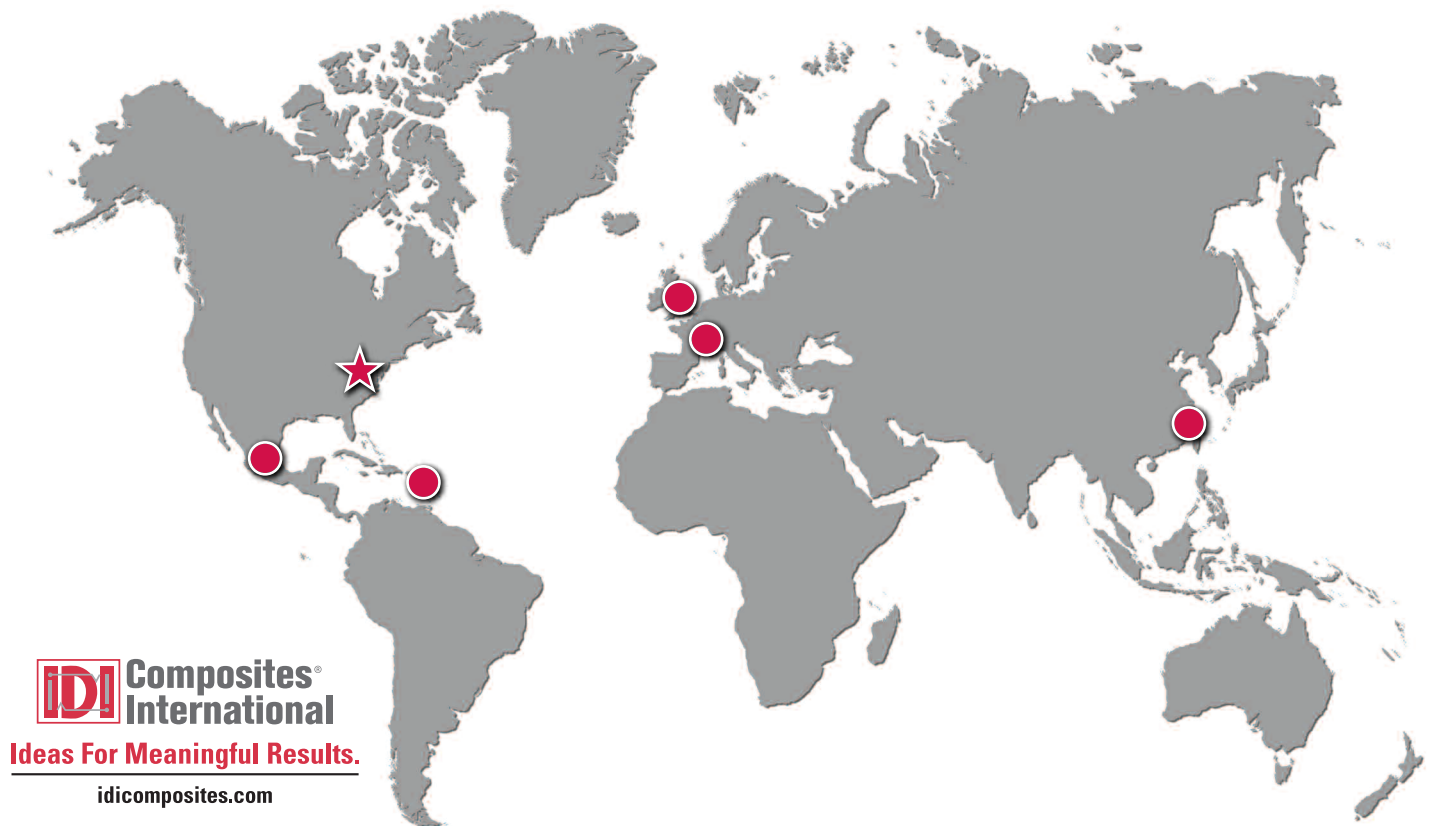 IDI Composites®
International
Ideas For Meaningful Results.
idicomposites.com